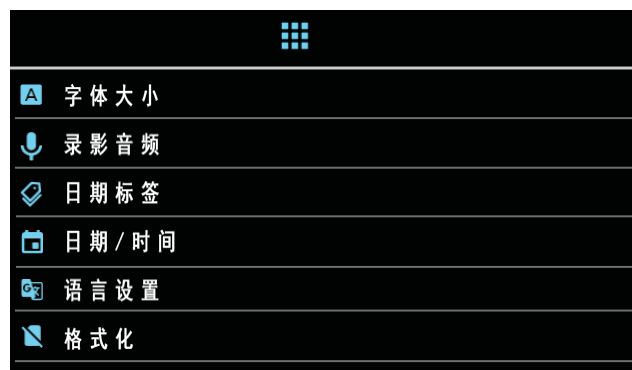 字体大小
录影音频
日期标签
日期/时间
语言设置
格式化